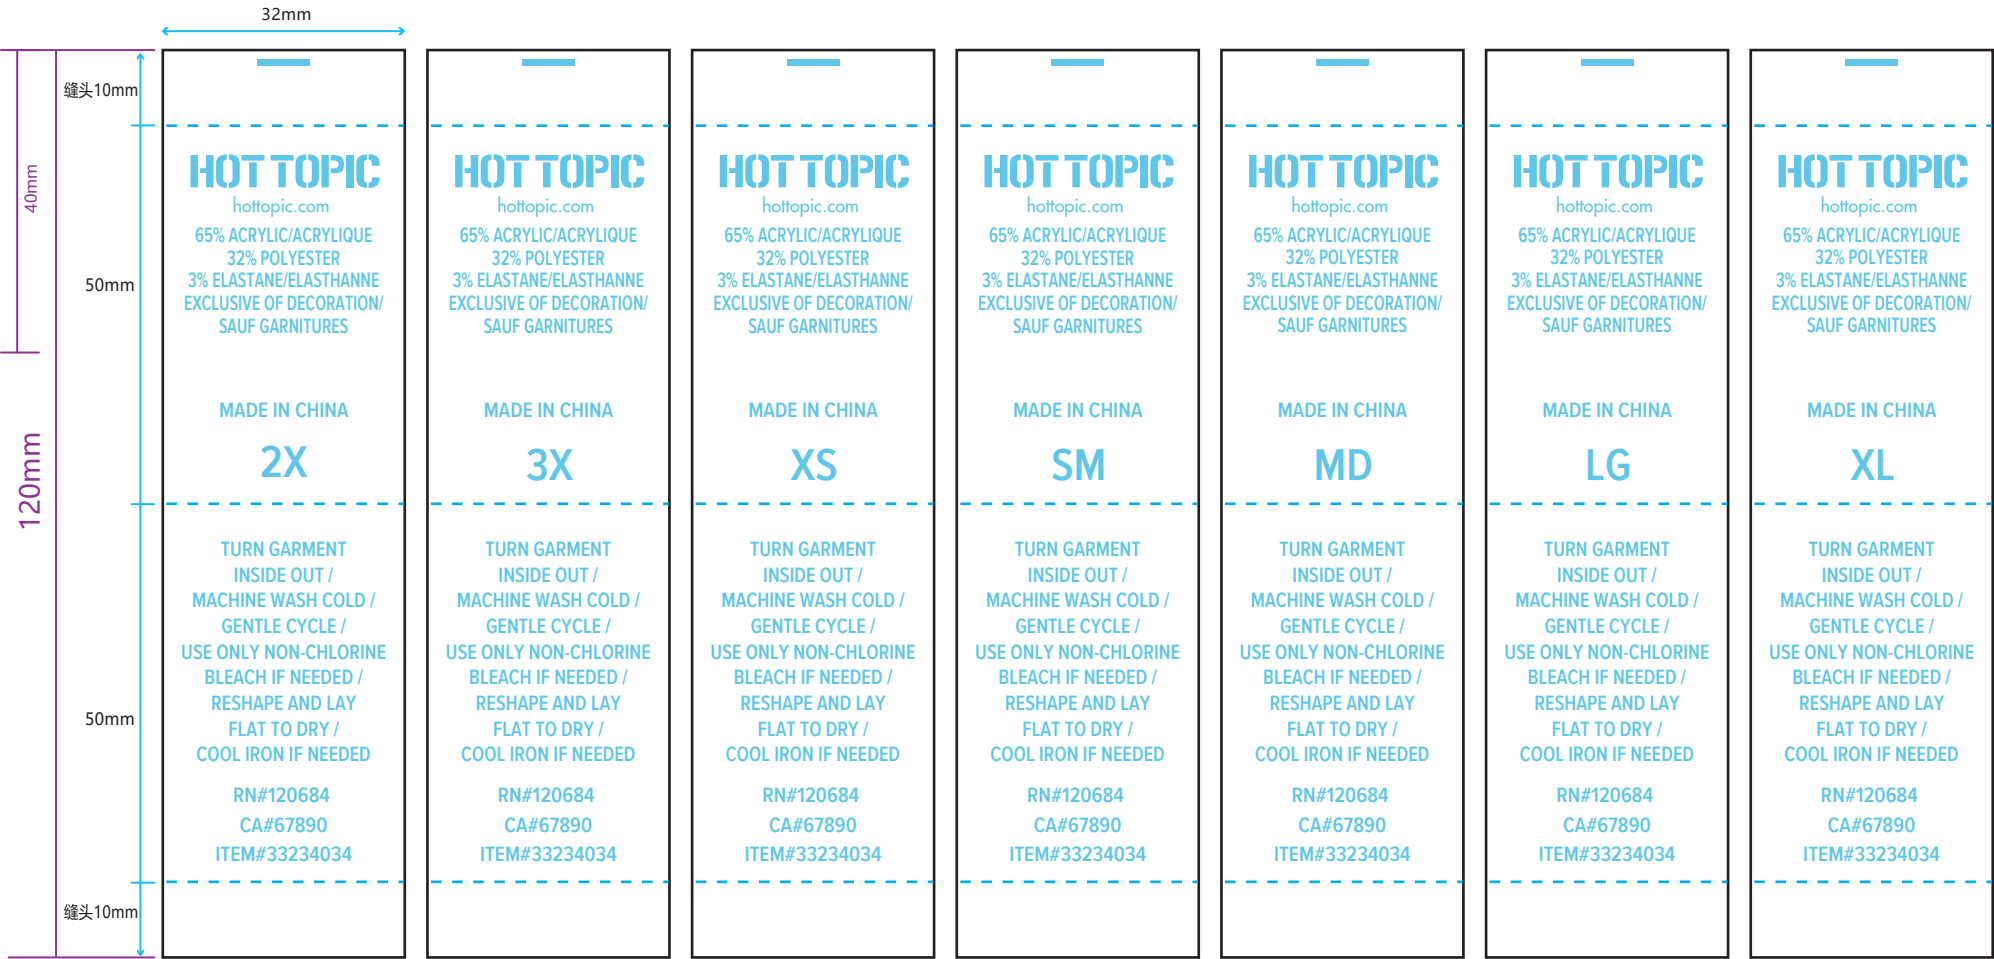 32mm
缝头10mm
40mm
50mm
120mm
50mm
缝头10mm
HOT TOPIC
hottopic.com
65% ACRYLIC/ACRYLIQUE
32% POLYESTER
3% ELASTANE/ELASTHANNE
EXCLUSIVE OF DECORATION/
SAUF GARNITURES
MADE IN CHINA
2X
TURN GARMENT
INSIDE OUT /
MACHINE WASH COLD /
GENTLE CYCLE /
USE ONLY NON-CHLORINE
BLEACH IF NEEDED /
RESHAPE AND LAY
FLAT TO DRY /
COOL IRON IF NEEDED
RN#120684
CA#67890
ITEM#33234034
HOT TOPIC
hottopic.com
65% ACRYLIC/ACRYLIQUE
32% POLYESTER
3% ELASTANE/ELASTHANNE
EXCLUSIVE OF DECORATION/
SAUF GARNITURES
MADE IN CHINA
3X
TURN GARMENT
INSIDE OUT /
MACHINE WASH COLD /
GENTLE CYCLE /
USE ONLY NON-CHLORINE
BLEACH IF NEEDED /
RESHAPE AND LAY
FLAT TO DRY /
COOL IRON IF NEEDED
RN#120684
CA#67890
ITEM#33234034
HOT TOPIC
hottopic.com
65% ACRYLIC/ACRYLIQUE
32% POLYESTER
3% ELASTANE/ELASTHANNE
EXCLUSIVE OF DECORATION/
SAUF GARNITURES
MADE IN CHINA
XS
TURN GARMENT
INSIDE OUT /
MACHINE WASH COLD /
GENTLE CYCLE /
USE ONLY NON-CHLORINE
BLEACH IF NEEDED /
RESHAPE AND LAY
FLAT TO DRY /
COOL IRON IF NEEDED
RN#120684
CA#67890
ITEM#33234034
HOT TOPIC
hottopic.com
65% ACRYLIC/ACRYLIQUE
32% POLYESTER
3% ELASTANE/ELASTHANNE
EXCLUSIVE OF DECORATION/
SAUF GARNITURES
MADE IN CHINA
SM
TURN GARMENT
INSIDE OUT /
MACHINE WASH COLD /
GENTLE CYCLE /
USE ONLY NON-CHLORINE
BLEACH IF NEEDED /
RESHAPE AND LAY
FLAT TO DRY /
COOL IRON IF NEEDED
RN#120684
CA#67890
ITEM#33234034
HOT TOPIC
hottopic.com
65% ACRYLIC/ACRYLIQUE
32% POLYESTER
3% ELASTANE/ELASTHANNE
EXCLUSIVE OF DECORATION/
SAUF GARNITURES
MADE IN CHINA
MD
TURN GARMENT
INSIDE OUT /
MACHINE WASH COLD /
GENTLE CYCLE /
USE ONLY NON-CHLORINE
BLEACH IF NEEDED /
RESHAPE AND LAY
FLAT TO DRY /
COOL IRON IF NEEDED
RN#120684
CA#67890
ITEM#33234034
HOT TOPIC
hottopic.com
65% ACRYLIC/ACRYLIQUE
32% POLYESTER
3% ELASTANE/ELASTHANNE
EXCLUSIVE OF DECORATION/
SAUF GARNITURES
MADE IN CHINA
LG
TURN GARMENT
INSIDE OUT /
MACHINE WASH COLD /
GENTLE CYCLE /
USE ONLY NON-CHLORINE
BLEACH IF NEEDED /
RESHAPE AND LAY
FLAT TO DRY /
COOL IRON IF NEEDED
RN#120684
CA#67890
ITEM#33234034
HOT TOPIC
hottopic.com
65% ACRYLIC/ACRYLIQUE
32% POLYESTER
3% ELASTANE/ELASTHANNE
EXCLUSIVE OF DECORATION/
SAUF GARNITURES
MADE IN CHINA
XL
TURN GARMENT
INSIDE OUT /
MACHINE WASH COLD /
GENTLE CYCLE /
USE ONLY NON-CHLORINE
BLEACH IF NEEDED /
RESHAPE AND LAY
FLAT TO DRY /
COOL IRON IF NEEDED
RN#120684
CA#67890
ITEM#33234034